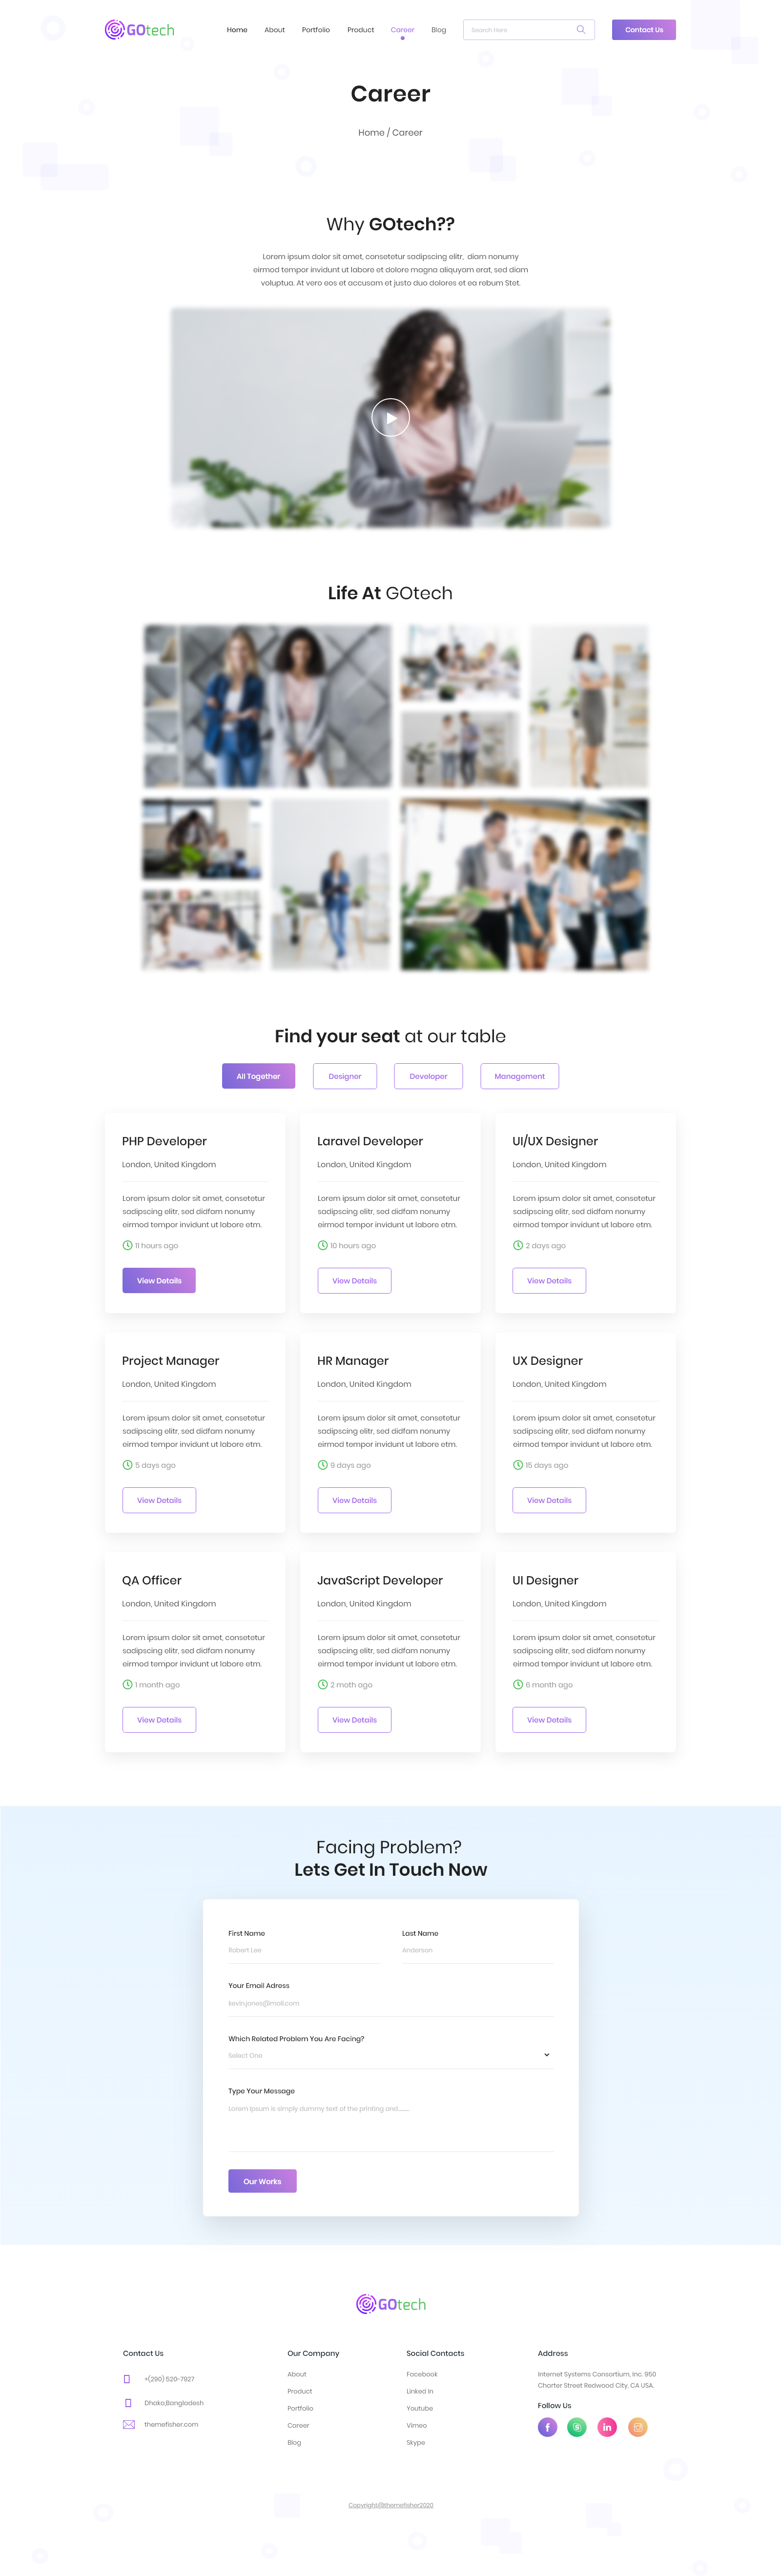 GOtech
Home About Portfolio Product Career Blog Search Here Contact Us
Career
Home / Career
Why GOtech??
Lorem ipsum dolor sit amet, consetetur sadipscing elitr, diam nonumy
eirmod tempor invidunt ut labore et dolore magna aliquyam erat, sed diam
voluptua. At vero eos et accusam et justo duo dolores et ea rebum Stet.
Life At GOtech
Find your seat at our table
All Together Designer Developer Management
PHP Developer
London, United Kingdom
Lorem ipsum dolor sit amet, consetetur
sadipscing elitr, sed didfam nonumy
eirmod tempor invidunt ut labore etm.
11 hours ago
View Details
Laravel Developer
London, United Kingdom
Lorem ipsum dolor sit amet, consetetur
sadipscing elitr, sed didfam nonumy
eirmod tempor invidunt ut labore etm.
10 hours ago
View Details
UI/UX Designer
London, United Kingdom
Lorem ipsum dolor sit amet, consetetur
sadipscing elitr, sed didfam nonumy
eirmod tempor invidunt ut labore etm.
2 days ago
View Details
Project Manager
London, United Kingdom
Lorem ipsum dolor sit amet, consetetur
sadipscing elitr, sed didfam nonumy
eirmod tempor invidunt ut labore etm.
5 days ago
View Details
HR Manager
London, United Kingdom
Lorem ipsum dolor sit amet, consetetur
sadipscing elitr, sed didfam nonumy
eirmod tempor invidunt ut labore etm.
9 days ago
View Details
UX Designer
London, United Kingdom
Lorem ipsum dolor sit amet, consetetur
sadipscing elitr, sed didfam nonumy
eirmod tempor invidunt ut labore etm.
15 days ago
View Details
QA Officer
London, United Kingdom
Lorem ipsum dolor sit amet, consetetur
sadipscing elitr, sed didfam nonumy
eirmod tempor invidunt ut labore etm.
1 month ago
View Details
JavaScript Developer
London, United Kingdom
Lorem ipsum dolor sit amet, consetetur
sadipscing elitr, sed didfam nonumy
eirmod tempor invidunt ut labore etm.
2 moth ago
View Details
UI Designer
London, United Kingdom
Lorem ipsum dolor sit amet, consetetur
sadipscing elitr, sed didfam nonumy
eirmod tempor invidunt ut labore etm.
6 month ago
View Details
Facing Problem?
Lets Get In Touch Now
First Name Last Name
Robert Lee Anderson
Your Email Adress
kevin.jones@mail.com
Which Related Problem You Are Facing?
Select One
Type Your Message
Lorem Ipsum is simply dummy text of the printing and.........
Our Works
GOtech
Contact Us
+(290) 520-7927
Dhaka,Bangladesh
themefisher.com
Our Company
About
Product
Portfolio
Career
Blog
Social Contacts
Facebook
Linked In
Youtube
Vimeo
Skype
Address
Internet Systems Consortium, Inc. 950
Charter Street Redwood City, CA USA.
Follow Us
Copyright@themefisher2020